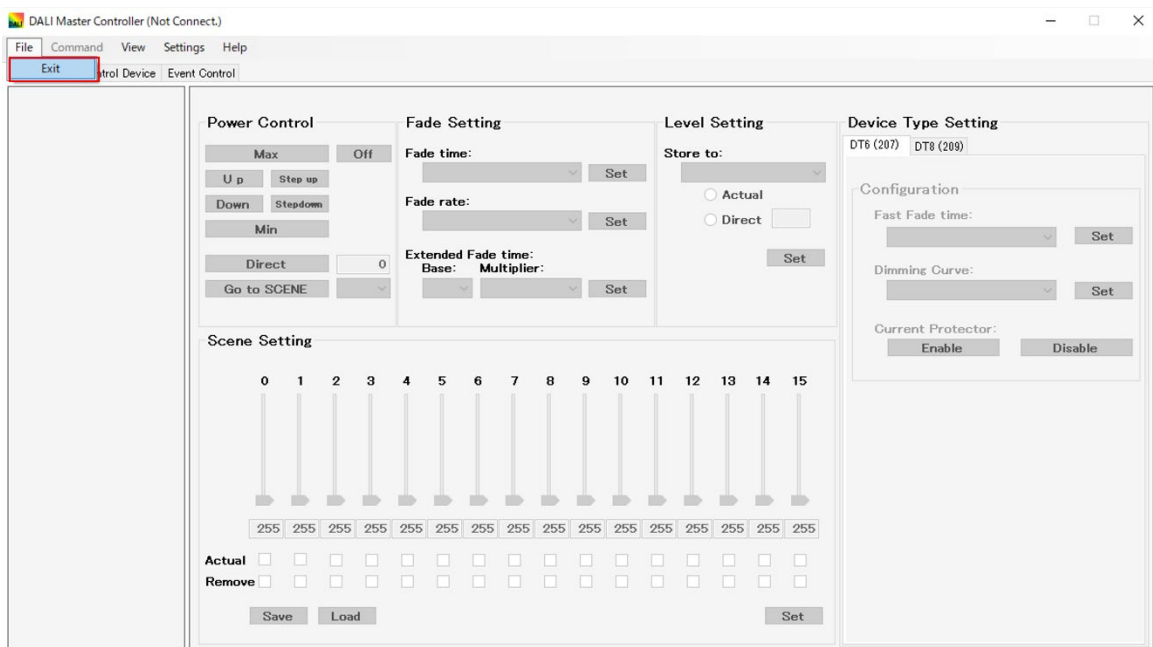 DALI Master Controller (Not Connect.)
File Command View Settings Help
Exit
trol Device Event Control
Power Control
Max Off
U p Step up
Down Stepdown
Min
Direct 0
Go to SCENE
Fade Setting
Fade time:
Set
Fade rate:
Set
Extended Fade time:
Base: Multiplier:
Set
Level Setting
Store to:
Actual
Direct
Set
Device Type Setting
DT6 (207) DT8 (209)
Configuration
Fast Fade time:
Set
Dimming Curve:
Set
Current Protector:
Enable Disable
Scene Setting
0 1 2 3 4 5 6 7 8 9 10 11 12 13 14 15
255 255 255 255 255 255 255 255 255 255 255 255 255 255 255 255
Actual
Remove
Save Load Set